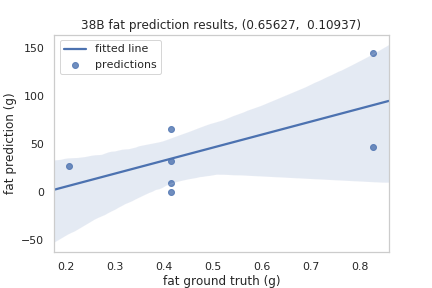 38B fat prediction results, (0.65627,  0.10937)
fitted line
predictions
150
100
50
0
−50
fat prediction (g)
0.2 0.3 0.4 0.5 0.6 0.7 0.8
fat ground truth (g)